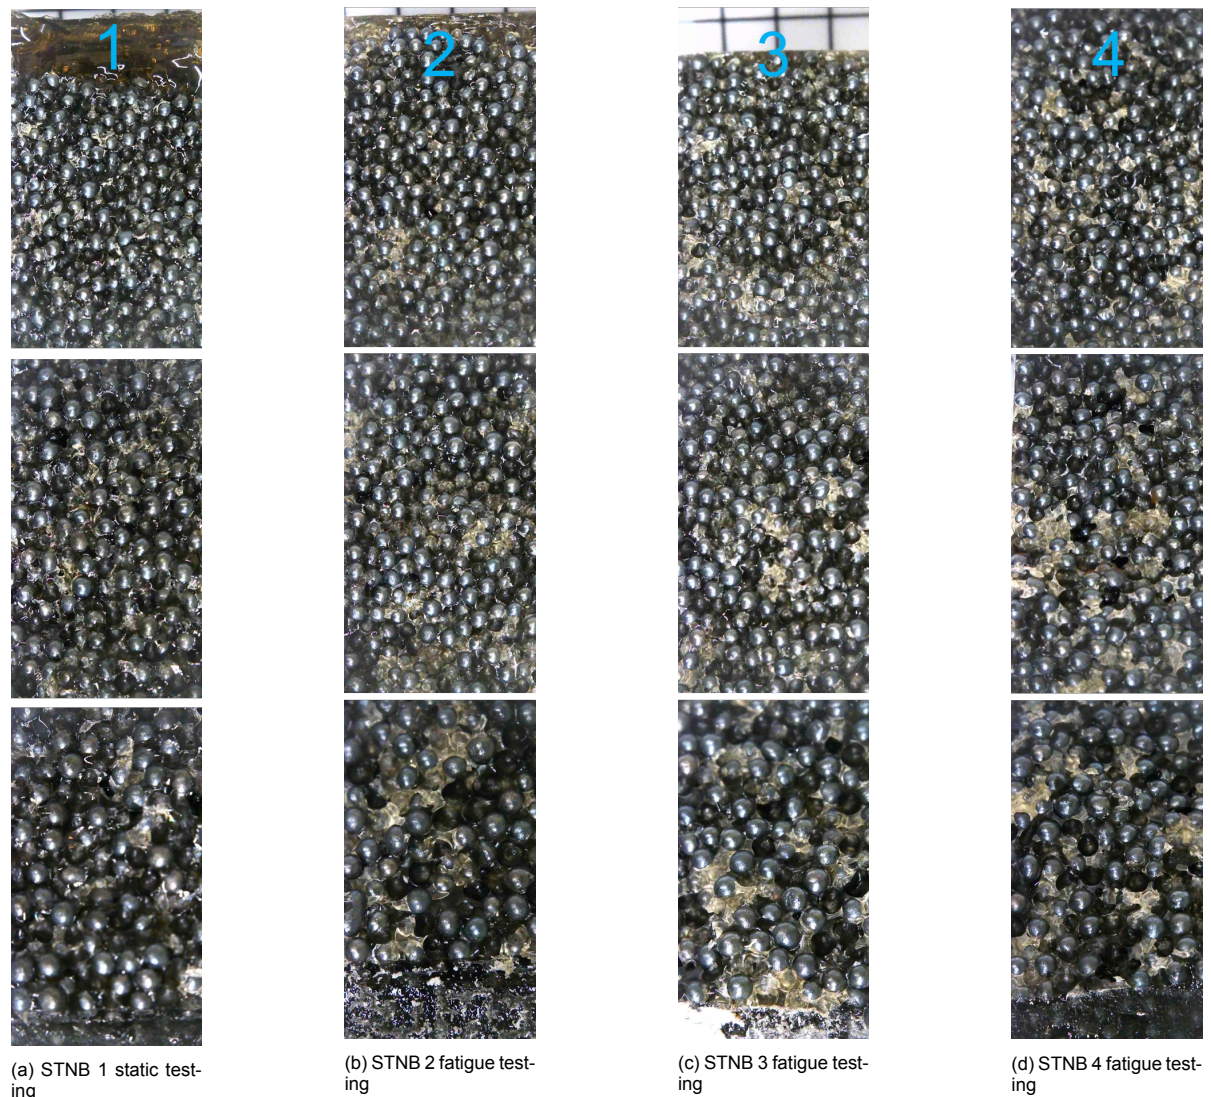 1
2
3
4
(a) STNB 1 static test-
ing
(b) STNB 2 fatigue test-
ing
(c) STNB 3 fatigue test-
ing
(d) STNB 4 fatigue test-
ing